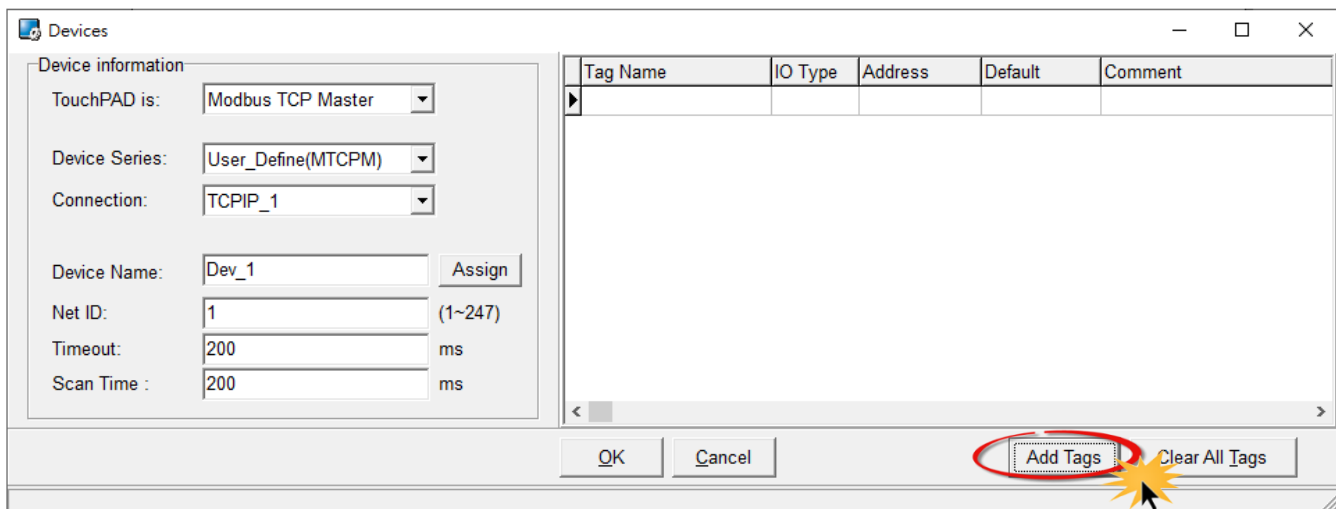 Devices
Device information
TouchPAD is: Modbus TCP Master
Device Series: User_Define(MTCPM)
Connection: TCPIP_1
Device Name: Dev_1 Assign
Net ID: 1 (1~247)
Timeout: 200 ms
Scan Time : 200 ms
Tag Name IO Type Address Default Comment
OK Cancel Add Tags Clear All Tags